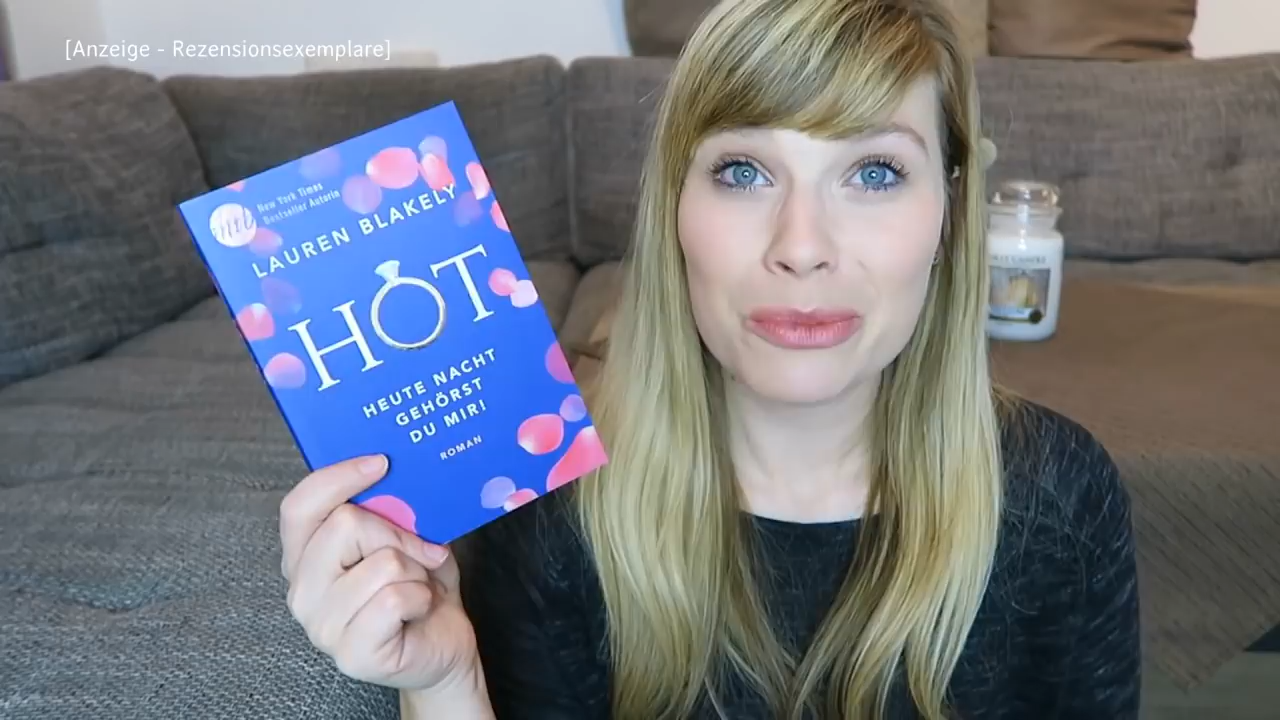 [Anzeige - Rezensionsexemplare]
New York Times
Bestseller Autorin
LAUREN BLAKELY
HOT
HEUTE NACHT
GEHÖRST
DU MIR!
ROMAN